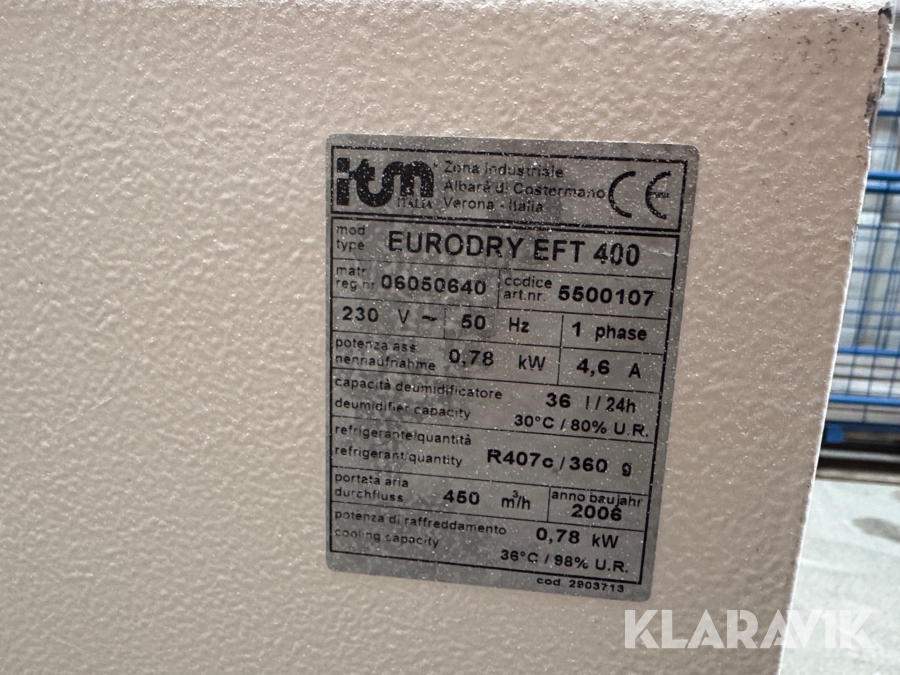 itm ITALIA
Zona Industriale
Albarè di Costermano
Verona - Italia
CE
mod
type EURODRY EFT 400
matr
reg.nr 06050640
codice
art.nr. 5500107
230 V ~ 50 Hz 1 phase
potenza ass
nennaufnahme 0,78 kW 4,6 A
capacità deumidificatore 36 l/24h
deumidifier capacity 30°C / 80% U.R.
refrigerante/quantità
refrigerant/quantity R407c / 360 g
portata aria
durchfluss 450 m³/h
anno baujahr
2006
potenza di raffreddamento 0,78 kW
cooling capacity 36°C / 98% U.R.
cod 2903713
KLARAVIK